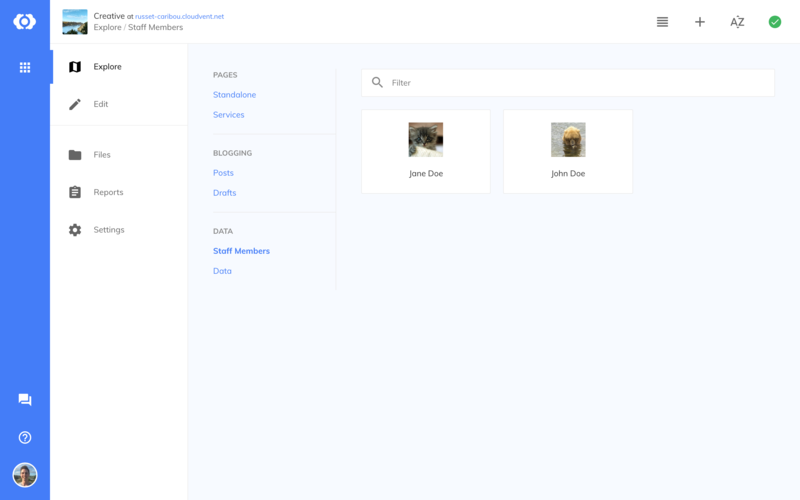 Creative at russet-caribou.cloudvent.net
Explore / Staff Members
AZ
Explore
Edit
Files
Reports
Settings
PAGES
Standalone
Services
BLOGGING
Posts
Drafts
DATA
Staff Members
Data
Filter
Jane Doe
John Doe